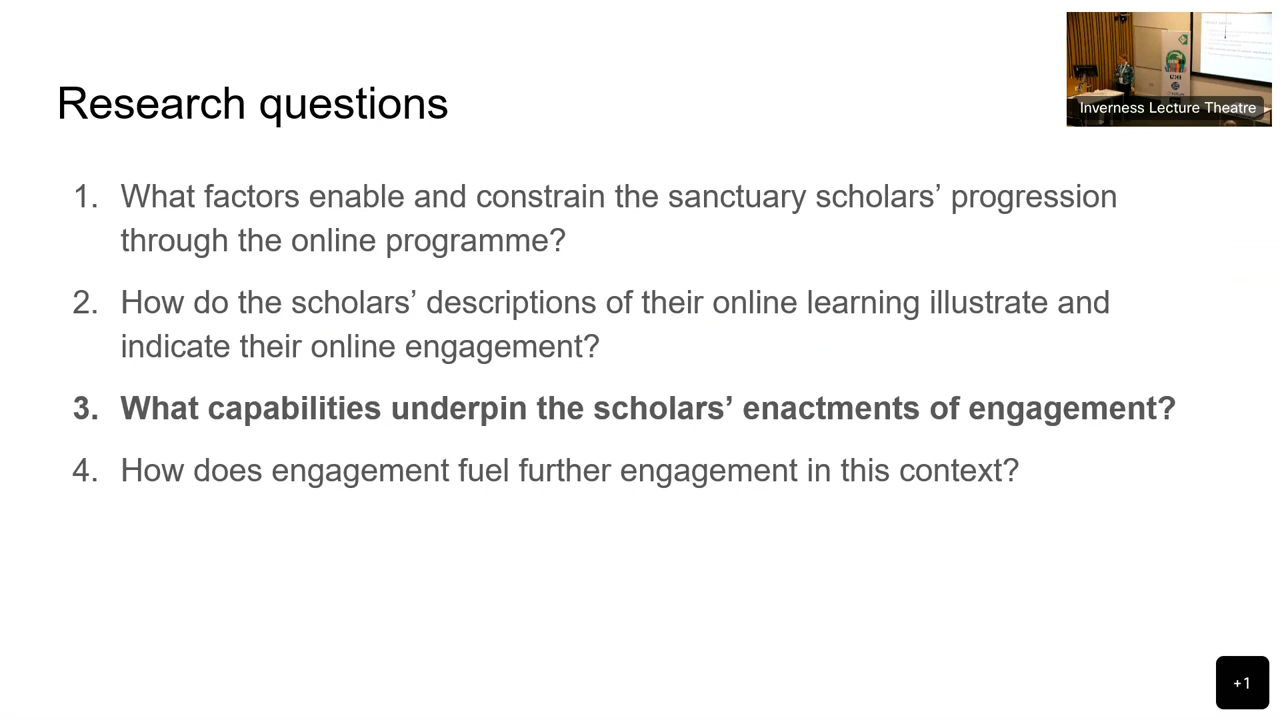 Research questions
Inverness Lecture Theatre
1. What factors enable and constrain the sanctuary scholars’ progression
through the online programme?
2. How do the scholars’ descriptions of their online learning illustrate and
indicate their online engagement?
3. What capabilities underpin the scholars’ enactments of engagement?
4. How does engagement fuel further engagement in this context?
+1